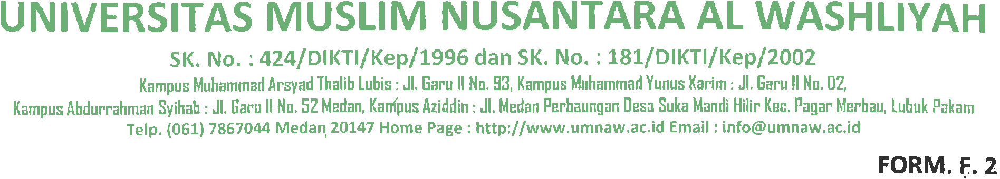 UNIVERSITAS MUSLIM NUSANTARA AL WASHLIYAH
SK. No. : 424/DIKTI/Kep/1996 dan SK. No. : 181/DIKTI/Kep/2002
Kampus Muhammad Arsyad Thalib Lubis : Jl. Garu II No. 93, Kampus Muhammad Yunus Karim : Jl. Garu II No. 02,
Kampus Abdurrahman Syihab : Jl. Garu II No. 52 Medan, Kampus Aziddin : Jl. Medan Perbaungan Desa Suka Mandi Hilir Kec. Pagar Merbau, Lubuk Pakam
Telp. (061) 7867044 Medan 20147 Home Page : http://www.umnaw.ac.id Email : info@umnaw.ac.id
FORM. F. 2